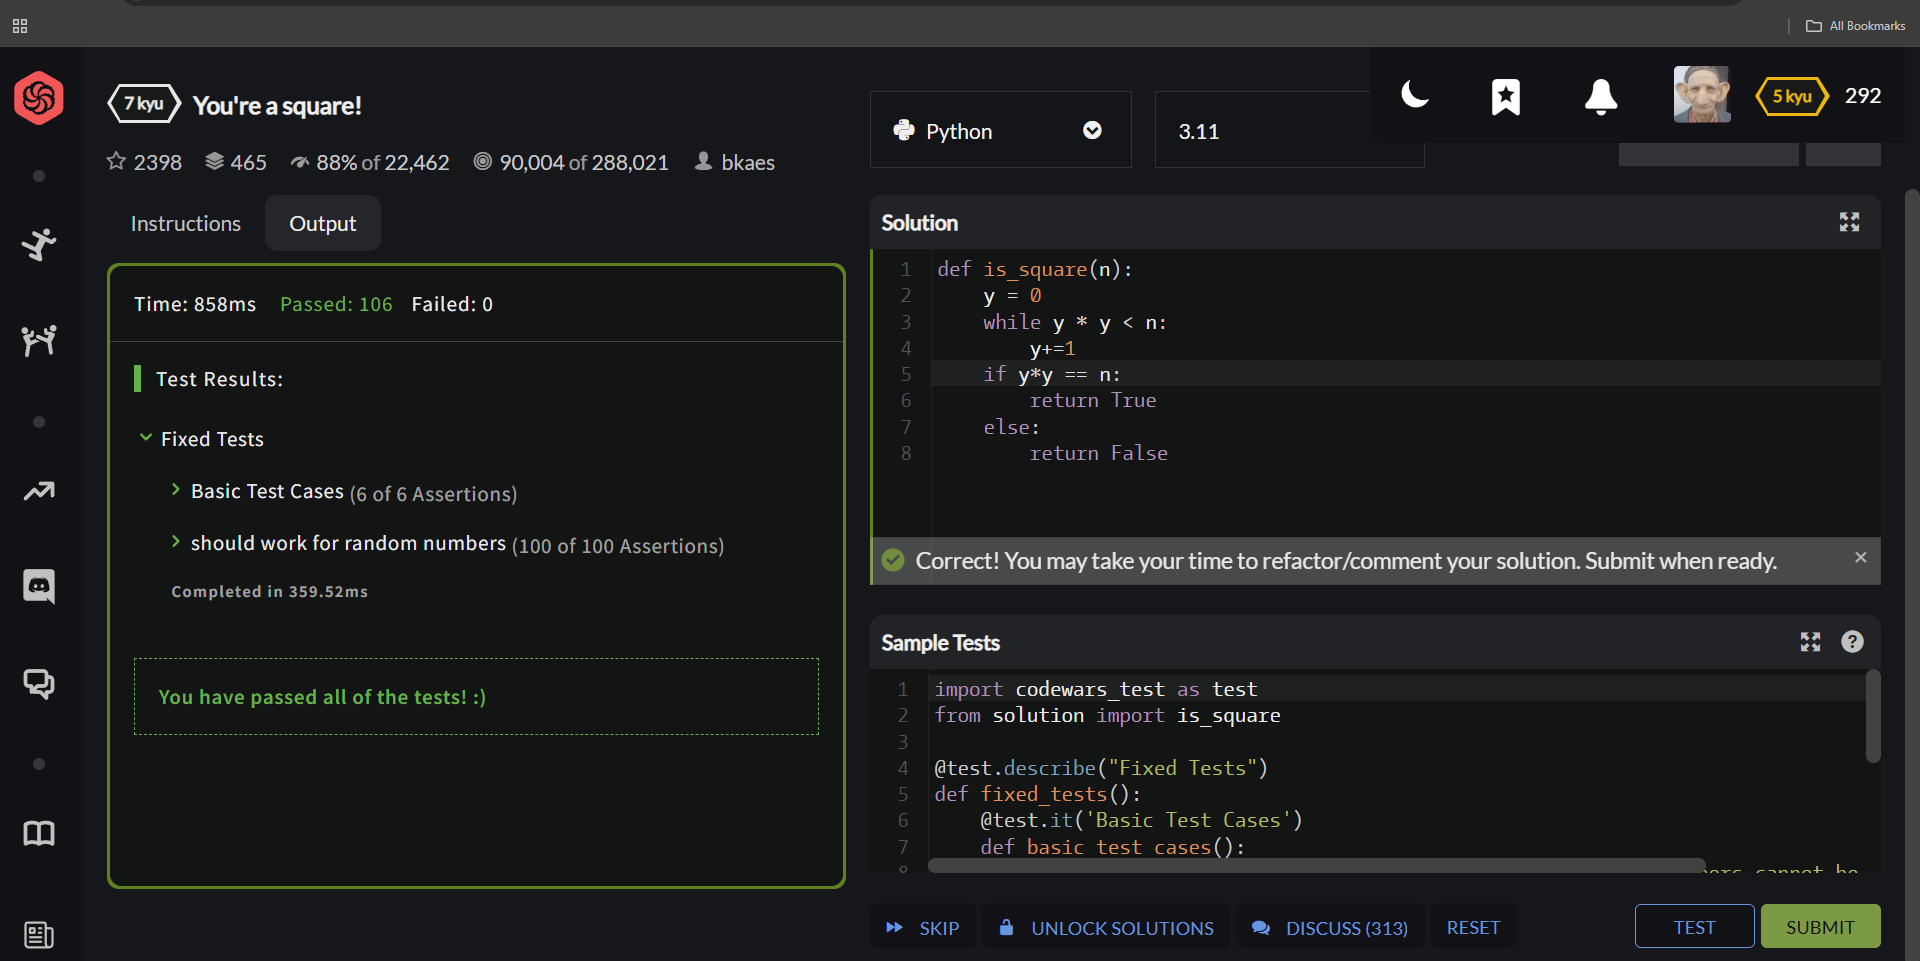 All Bookmarks
7 kyu You're a square!
2398 465 88% of 22,462 90,004 of 288,021 bkaes
Python
3.11
5 kyu 292
Instructions Output
Time: 858ms Passed: 106 Failed: 0
Test Results:
Fixed Tests
Basic Test Cases (6 of 6 Assertions)
should work for random numbers (100 of 100 Assertions)
Completed in 359.52ms
You have passed all of the tests! :)
Solution
1 def is_square(n):
2 y = 0
3 while y * y < n:
4 y+=1
5 if y*y == n:
6 return True
7 else:
8 return False
Correct! You may take your time to refactor/comment your solution. Submit when ready.
Sample Tests
1 import codewars_test as test
2 from solution import is_square
3
4 @test.describe("Fixed Tests")
5 def fixed_tests():
6 @test.it('Basic Test Cases')
7 def basic_test_cases():
8 cannot be
SKIP UNLOCK SOLUTIONS DISCUSS (313) RESET TEST SUBMIT